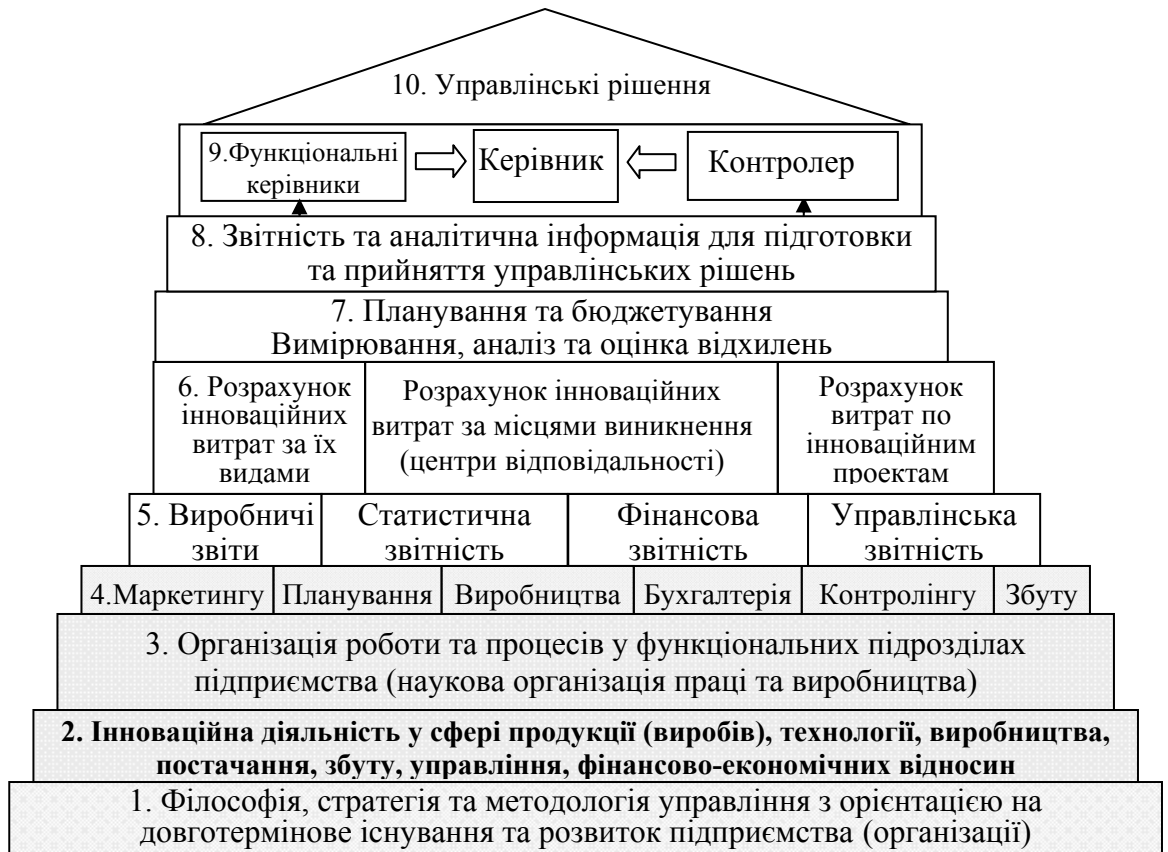 10. Управлінські рішення
9.Функціональні
керівники
Керівник
Контролер
8. Звітність та аналітична інформація для підготовки
та прийняття управлінських рішень
7. Планування та бюджетування
Вимірювання, аналіз та оцінка відхилень
6. Розрахунок
інноваційних
витрат за їх
видами
Розрахунок інноваційних
витрат за місцями виникнення
(центри відповідальності)
Розрахунок
витрат по
інноваційним
проектам
5. Виробничі
звіти
Статистична
звітність
Фінансова
звітність
Управлінська
звітність
4.Маркетингу Планування Виробництва Бухгалтерія Контролінгу Збуту
3. Організація роботи та процесів у функціональних підрозділах
підприємства (наукова організація праці та виробництва)
2. Інноваційна діяльність у сфері продукції (виробів), технології, виробництва,
постачання, збуту, управління, фінансово-економічних відносин
1. Філософія, стратегія та методологія управління з орієнтацією на
довготермінове існування та розвиток підприємства (організації)